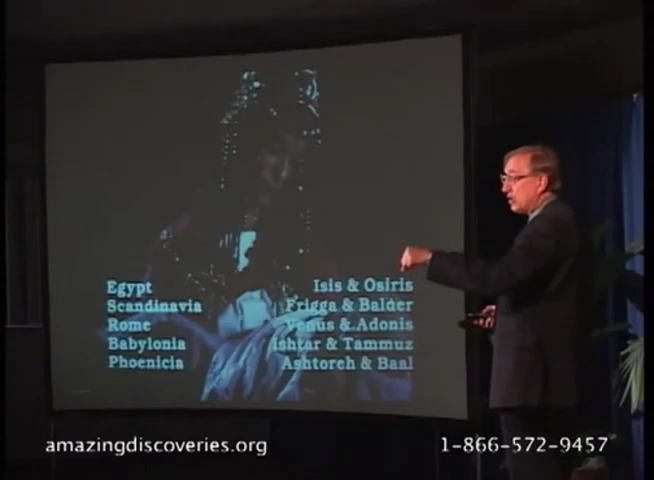 Egypt Isis & Osiris
Scandinavia Frigga & Balder
Rome Venus & Adonis
Babylonia Ishtar & Tammuz
Phoenicia Ashtoreh & Baal
amazingdiscoveries.org 1-866-572-9457